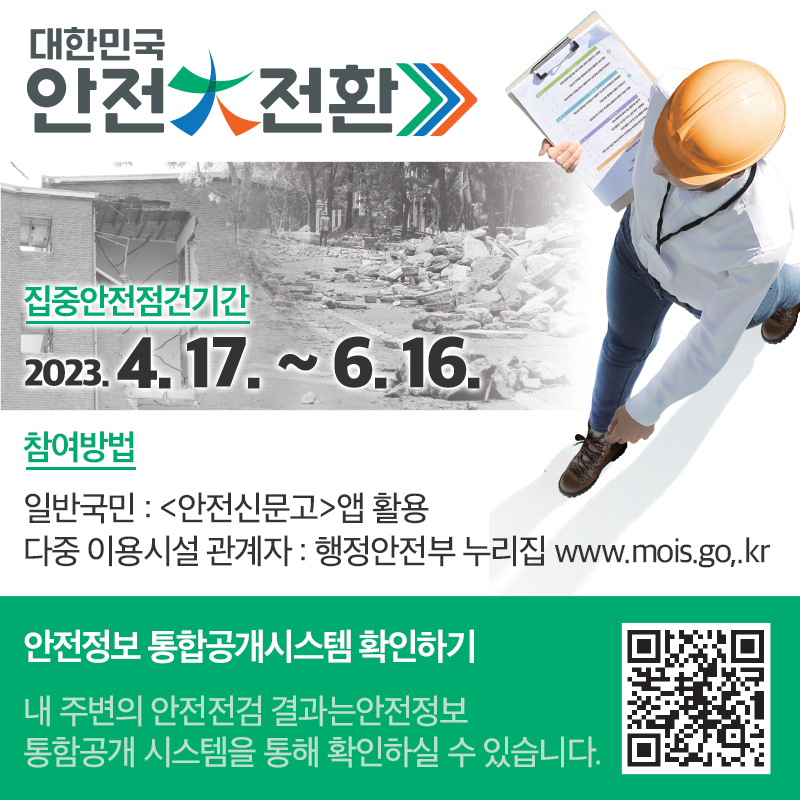 대한민국
안전大전환
집중안전점건기간
2023. 4. 17. ~ 6. 16.
참여방법
일반국민 : <안전신문고>앱 활용
다중 이용시설 관계자 : 행정안전부 누리집 www.mois.go,.kr
안전정보 통합공개시스템 확인하기
내 주변의 안전전검 결과는안전정보
통함공개 시스템을 통해 확인하실 수 있습니다.